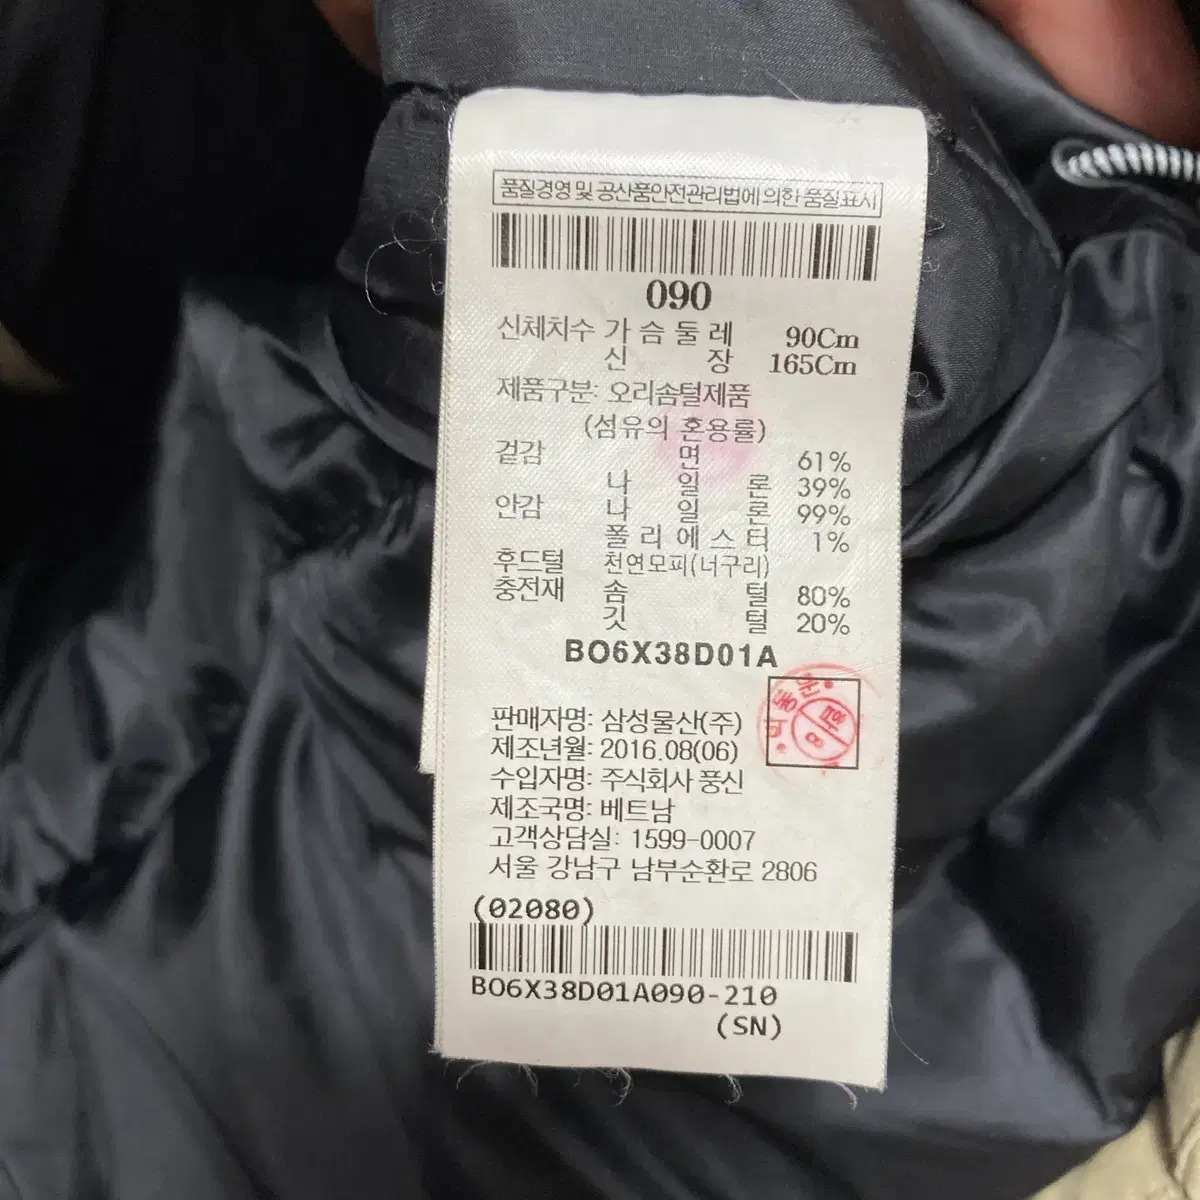 품질경영 및 공산품안전관리법에 의한 품질표시
090
신체치수 가슴둘레 90Cm
신장 165Cm
제품구분: 오리솜털제품
(섬유의 혼용률)
겉감 면 61%
나일론 39%
안감 나일론 99%
폴리에스터 1%
후드털 천연모피(너구리)
충전재 솜털 80%
깃털 20%
BO6X38D01A
판매자명: 삼성물산(주)
제조년월: 2016.08(06)
수입자명: 주식회사 풍신
제조국명: 베트남
고객상담실: 1599-0007
서울 강남구 남부순환로 2806
(02080)
BO6X38D01A090-210
(SN)